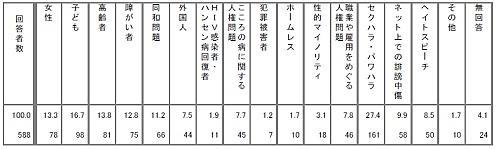 回答者数
女性
子ども
高齢者
障がい者
同和問題
外国人
ＨＩＶ感染者・
ハンセン病回復者
こころの病に関する
人権問題
犯罪被害者
ホームレス
性的マイノリティ
職業や雇用をめぐる
人権問題
セクハラ・パワハラ
ネット上での誹謗中傷
ヘイトスピーチ
その他
無回答
100.0 13.3 16.7 13.8 12.8 11.2 7.5 1.9 7.7 1.2 1.7 3.1 7.8 27.4 9.9 8.5 1.7 4.1
588 78 98 81 75 66 44 11 45 7 10 18 46 161 58 50 10 24